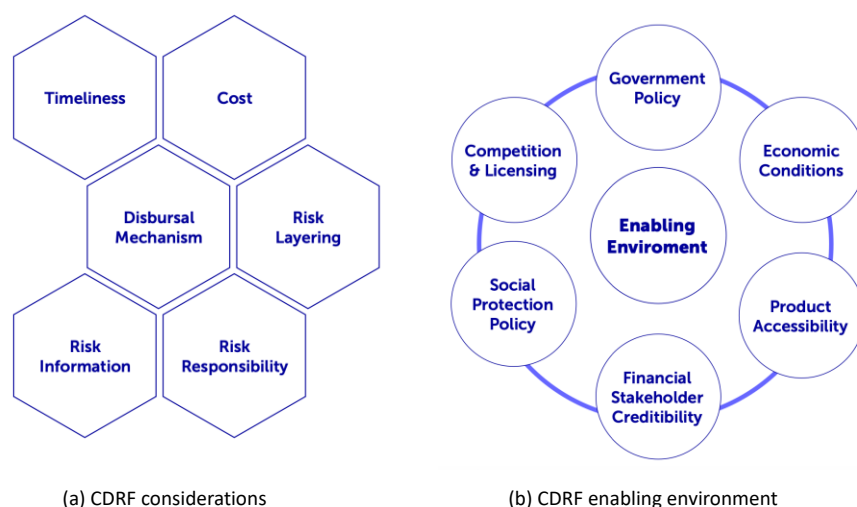 Timeliness
Cost
Disbursal
Mechanism
Risk
Layering
Risk
Information
Risk
Responsibility
(a) CDRF considerations
Government
Policy
Competition
& Licensing
Economic
Conditions
Enabling
Enviroment
Social
Protection
Policy
Product
Accessibility
Financial
Stakeholder
Creditibility
(b) CDRF enabling environment